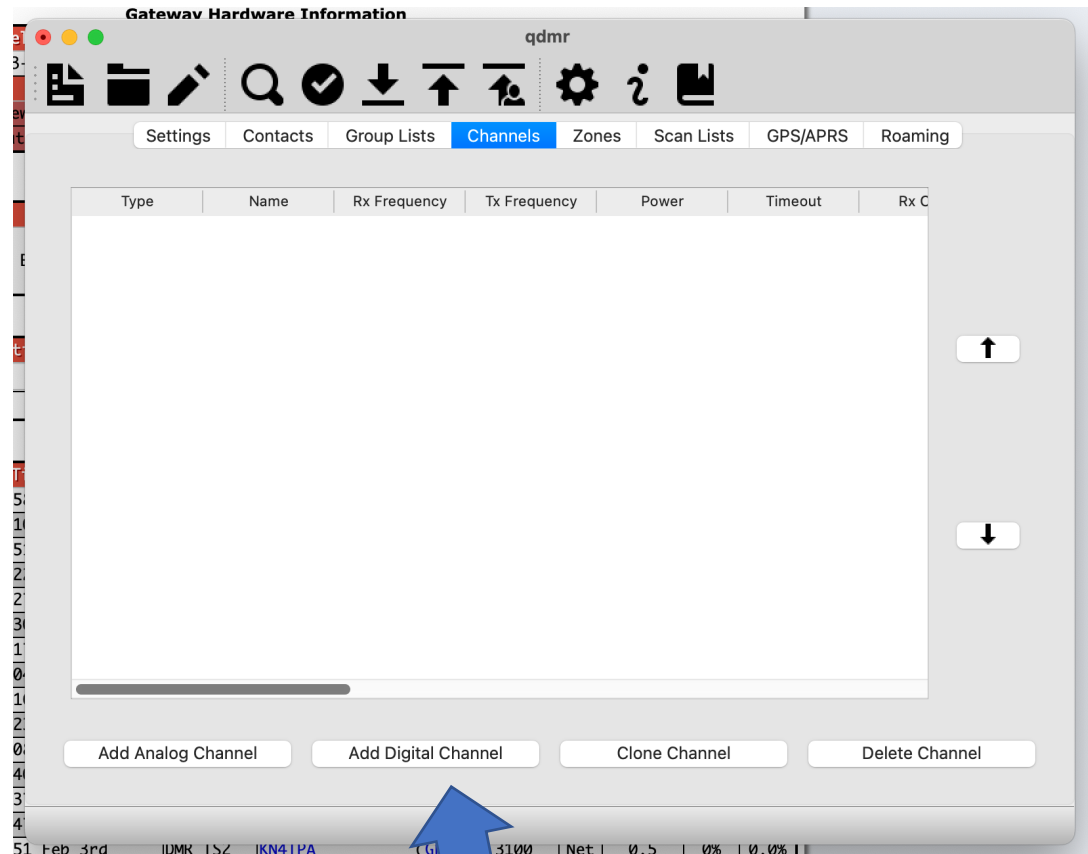 Gateway Hardware Information
qdmr
Settings Contacts Group Lists Channels Zones Scan Lists GPS/APRS Roaming
Type Name Rx Frequency Tx Frequency Power Timeout Rx C
Add Analog Channel Add Digital Channel Clone Channel Delete Channel
51 Feb 3rd DMR TS2 KN4TPA 3100 Net 0.5 0% 0.0%